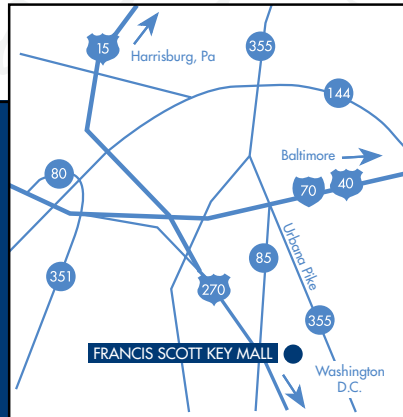 15
355
Harrisburg, Pa
144
Baltimore
80
70
40
Urbana Pike
351
85
270
355
FRANCIS SCOTT KEY MALL
Washington
D.C.